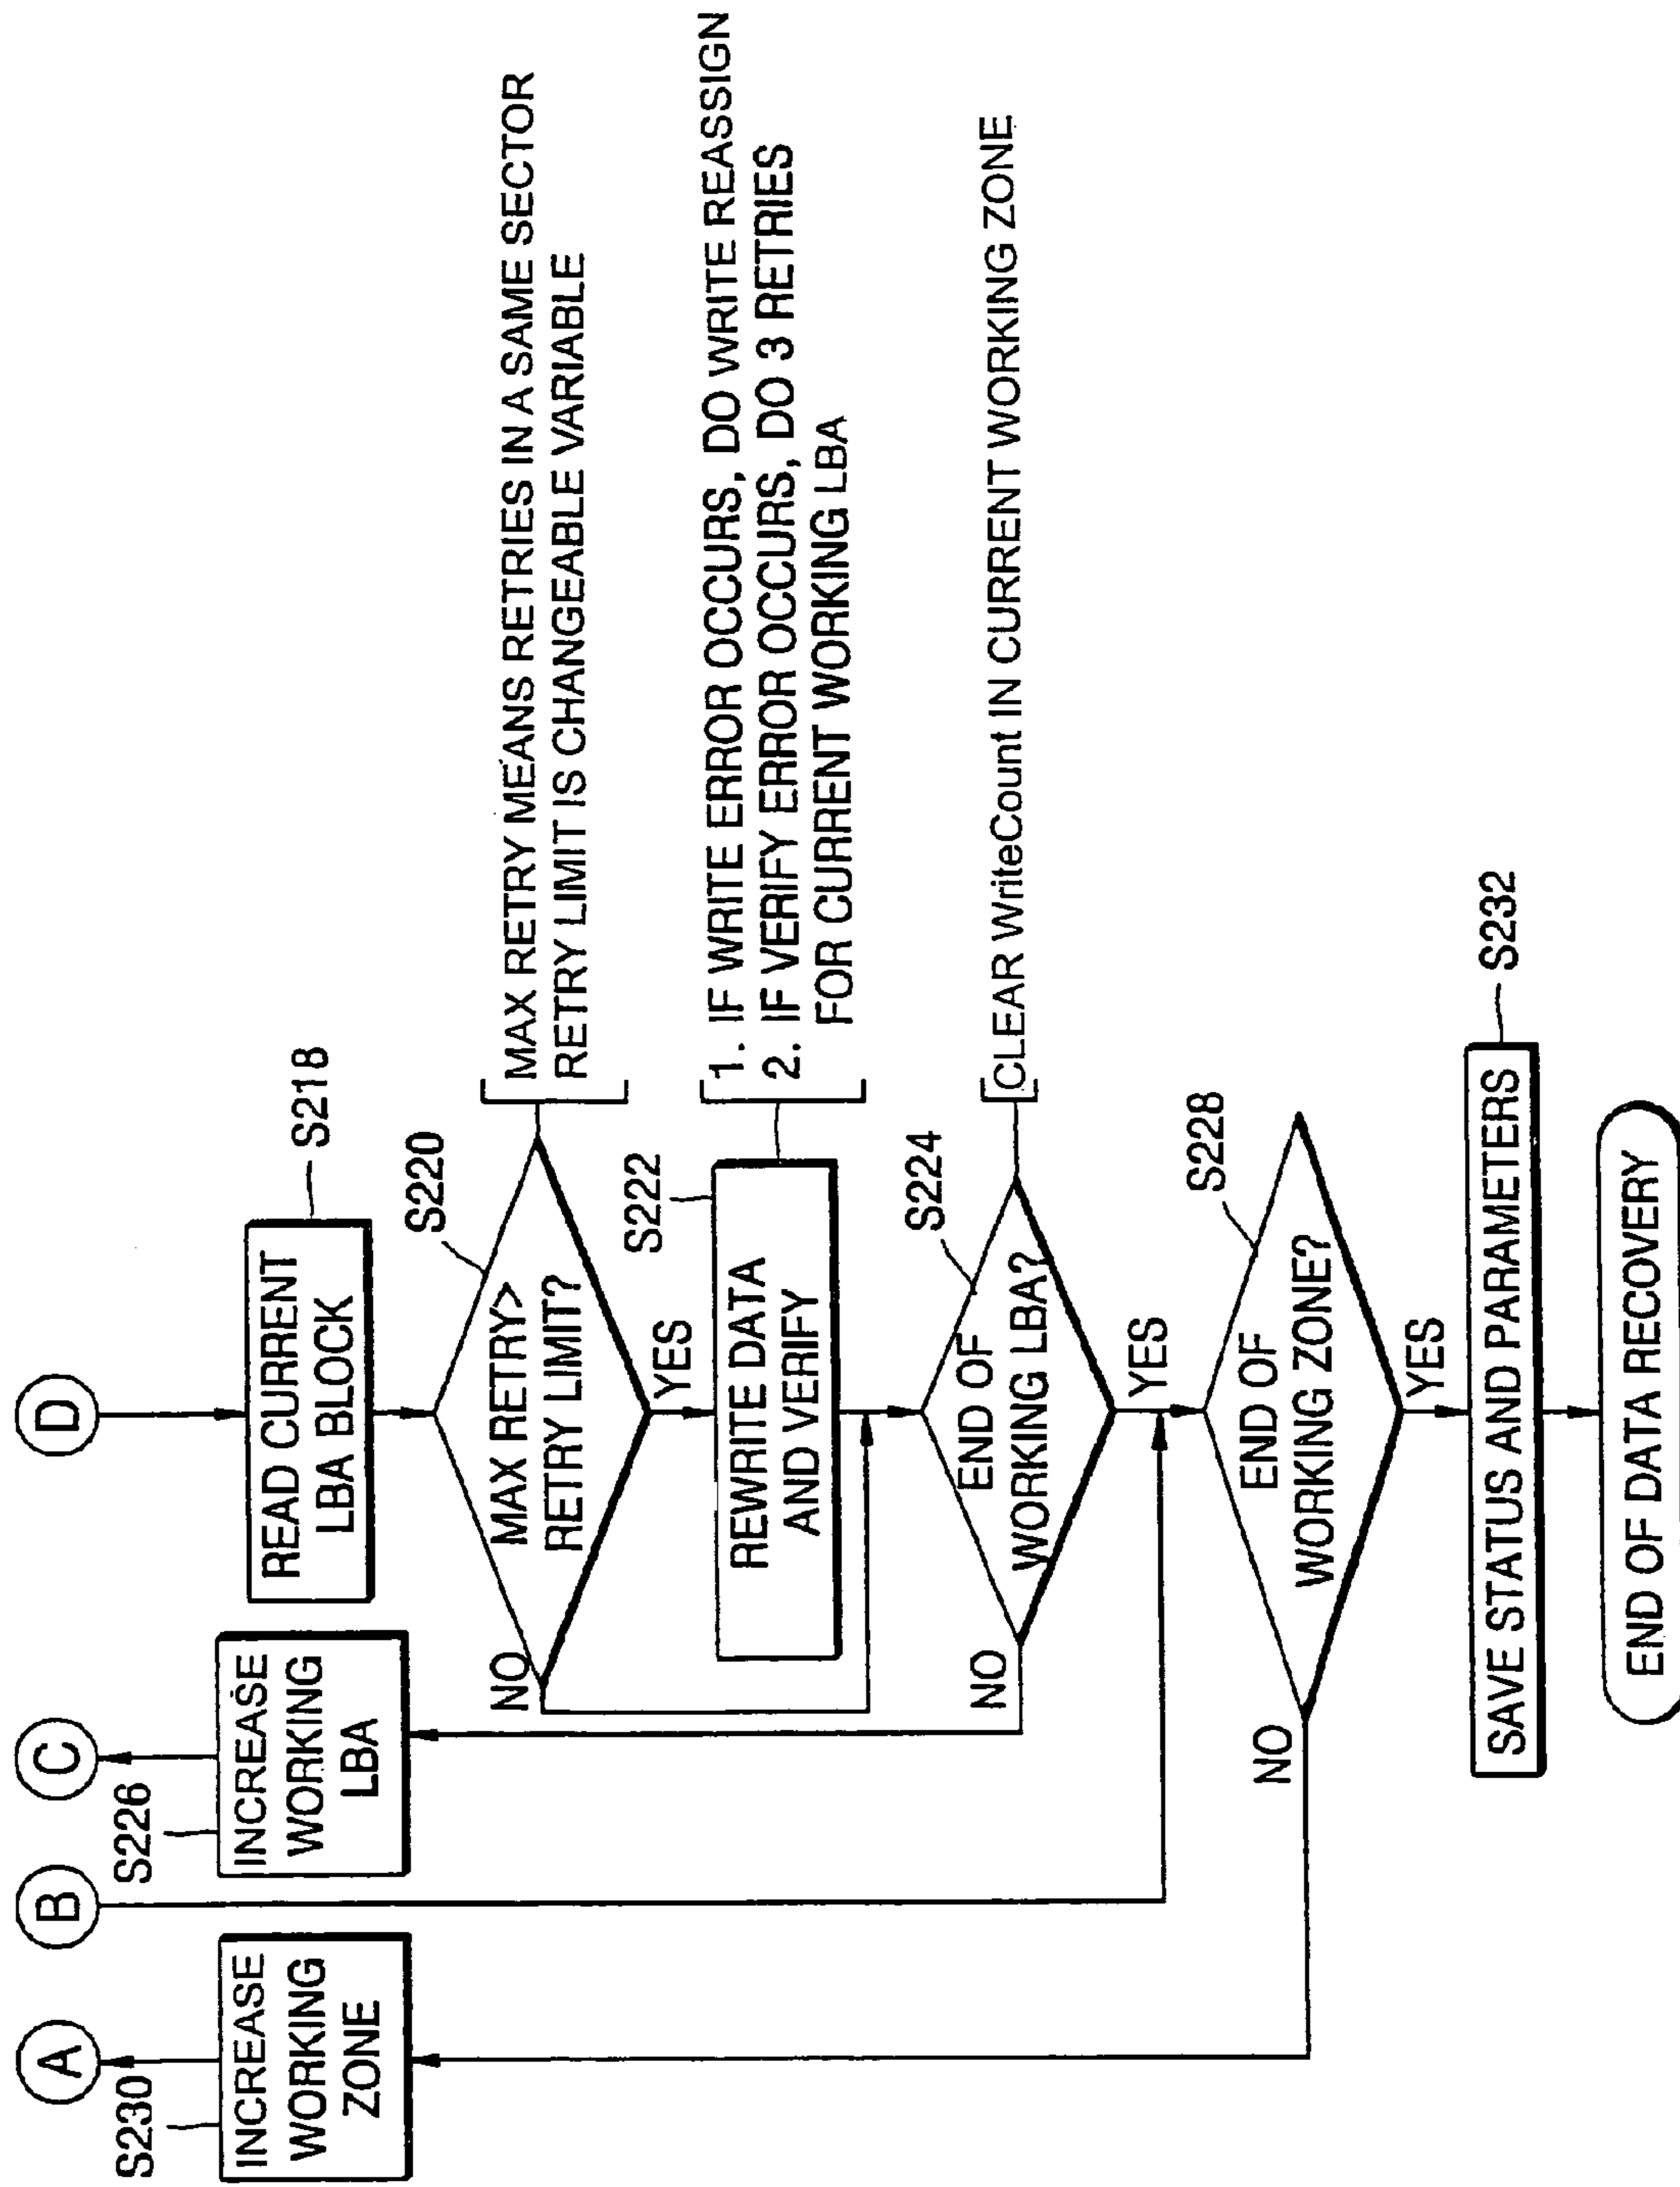 A
B
C
D
S230
INCREASE
WORKING
ZONE
S226
INCREASE
WORKING
LBA
READ CURRENT
LBA BLOCK
S218
S220
MAX RETRY>
RETRY LIMIT?
NO
YES
MAX RETRY MEANS RETRIES IN A SAME SECTOR
RETRY LIMIT IS CHANGEABLE VARIABLE
S222
REWRITE DATA
AND VERIFY
1. IF WRITE ERROR OCCURS, DO WRITE REASSIGN
2. IF VERIFY ERROR OCCURS, DO 3 RETRIES
FOR CURRENT WORKING LBA
S224
END OF
WORKING LBA?
NO
YES
CLEAR WriteCount IN CURRENT WORKING ZONE
S228
END OF
WORKING ZONE?
NO
YES
S232
SAVE STATUS AND PARAMETERS
END OF DATA RECOVERY